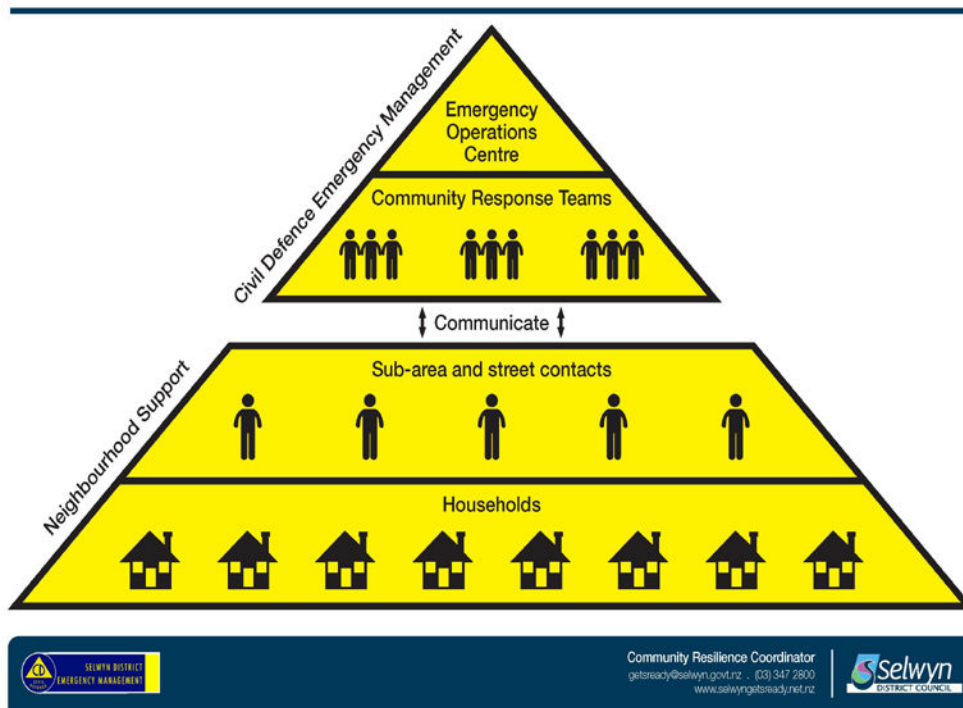 Civil Defence Emergency Management
Emergency
Operations
Centre
Community Response Teams
Communicate
Neighbourhood Support
Sub-area and street contacts
Households
CD
SELWYN DISTRICT
EMERGENCY MANAGEMENT
Community Resilience Coordinator
getsready@selwyn.govt.nz . (03) 347 2800
www.selwyngetsready.net.nz
Selwyn
DISTRICT COUNCIL